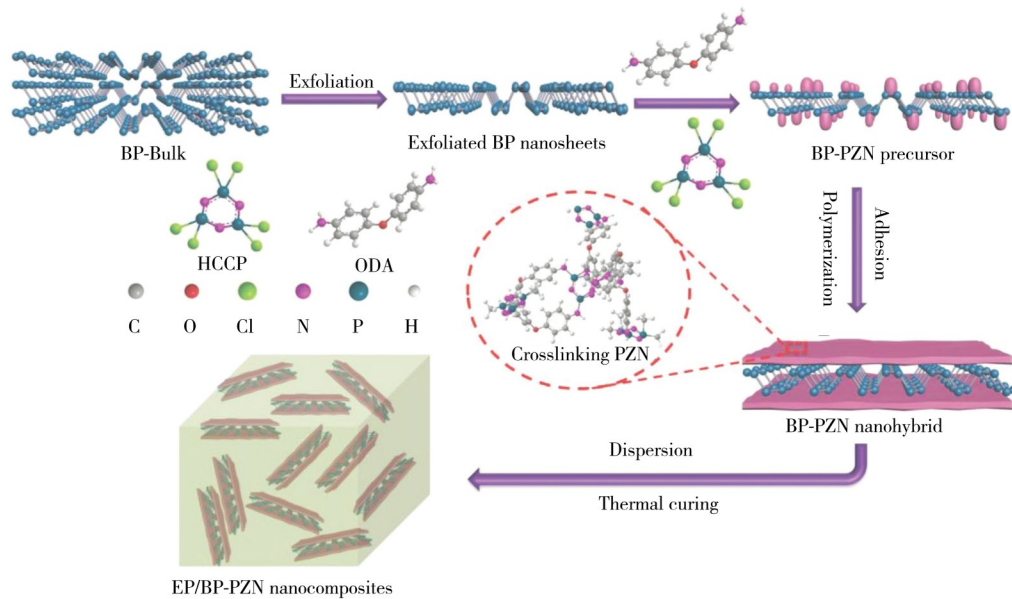 Exfoliation
BP-Bulk
Exfoliated BP nanosheets
BP-PZN precursor
HCCP
ODA
C O Cl N P H
Adhesion
Polymerization
Crosslinking PZN
BP-PZN nanohybrid
Dispersion
Thermal curing
EP/BP-PZN nanocomposites